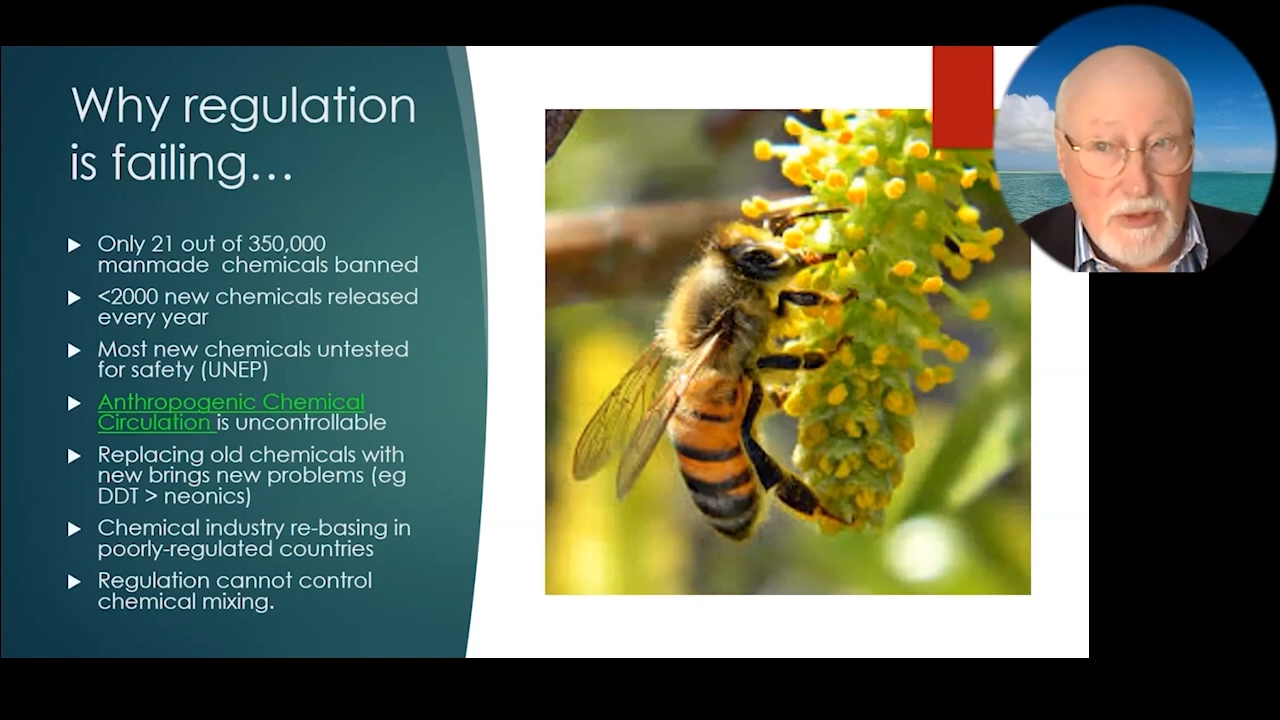 Why regulation
is failing...
Only 21 out of 350,000
manmade  chemicals banned
<2000 new chemicals released
every year
Most new chemicals untested
for safety (UNEP)
Anthropogenic Chemical
Circulation is uncontrollable
Replacing old chemicals with
new brings new problems (eg
DDT > neonics)
Chemical industry re-basing in
poorly-regulated countries
Regulation cannot control
chemical mixing.